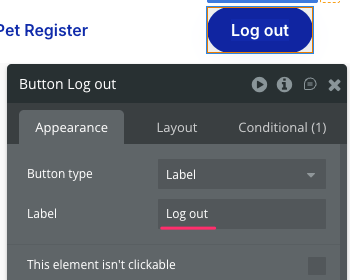 Pet Register
Log out
Button Log out
Appearance
Layout
Conditional (1)
Button type
Label
Label
Log out
This element isn't clickable